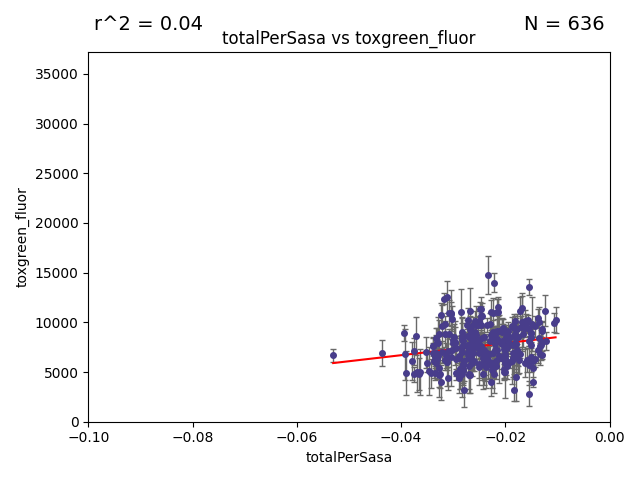 r^2 = 0.04
N = 636
totalPerSasa vs toxgreen_fluor
35000
30000
25000
20000
15000
10000
5000
0
toxgreen_fluor
−0.10
−0.08
−0.06
−0.04
−0.02
0.00
totalPerSasa